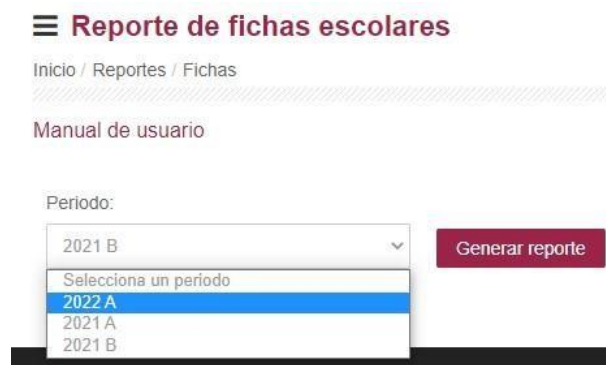 Reporte de fichas escolares
Inicio / Reportes / Fichas
Manual de usuario
Periodo:
2021 B
Generar reporte
Selecciona un periodo
2022 A
2021 A
2021 B